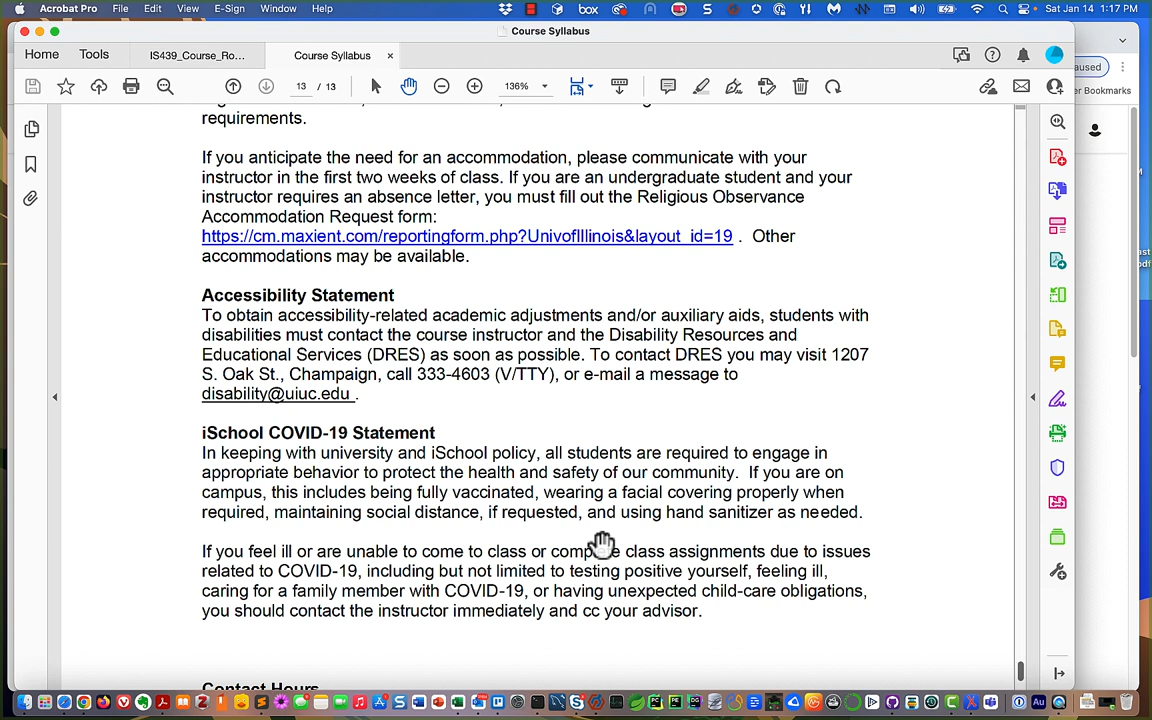 Acrobat Pro File Edit View E-Sign Window Help box Sat Jan 14 1:17 PM
Course Syllabus
Home Tools IS439_Course_Ro... Course Syllabus ×
aused
13 / 13 136%
er Bookmarks
requirements.
If you anticipate the need for an accommodation, please communicate with your
instructor in the first two weeks of class. If you are an undergraduate student and your
instructor requires an absence letter, you must fill out the Religious Observance
Accommodation Request form:
https://cm.maxient.com/reportingform.php?UnivofIllinois&layout_id=19 . Other
accommodations may be available.
Accessibility Statement
To obtain accessibility-related academic adjustments and/or auxiliary aids, students with
disabilities must contact the course instructor and the Disability Resources and
Educational Services (DRES) as soon as possible. To contact DRES you may visit 1207
S. Oak St., Champaign, call 333-4603 (V/TTY), or e-mail a message to
disability@uiuc.edu .
iSchool COVID-19 Statement
In keeping with university and iSchool policy, all students are required to engage in
appropriate behavior to protect the health and safety of our community. If you are on
campus, this includes being fully vaccinated, wearing a facial covering properly when
required, maintaining social distance, if requested, and using hand sanitizer as needed.
If you feel ill or are unable to come to class or complete class assignments due to issues
related to COVID-19, including but not limited to testing positive yourself, feeling ill,
caring for a family member with COVID-19, or having unexpected child-care obligations,
you should contact the instructor immediately and cc your advisor.
Contact Hours